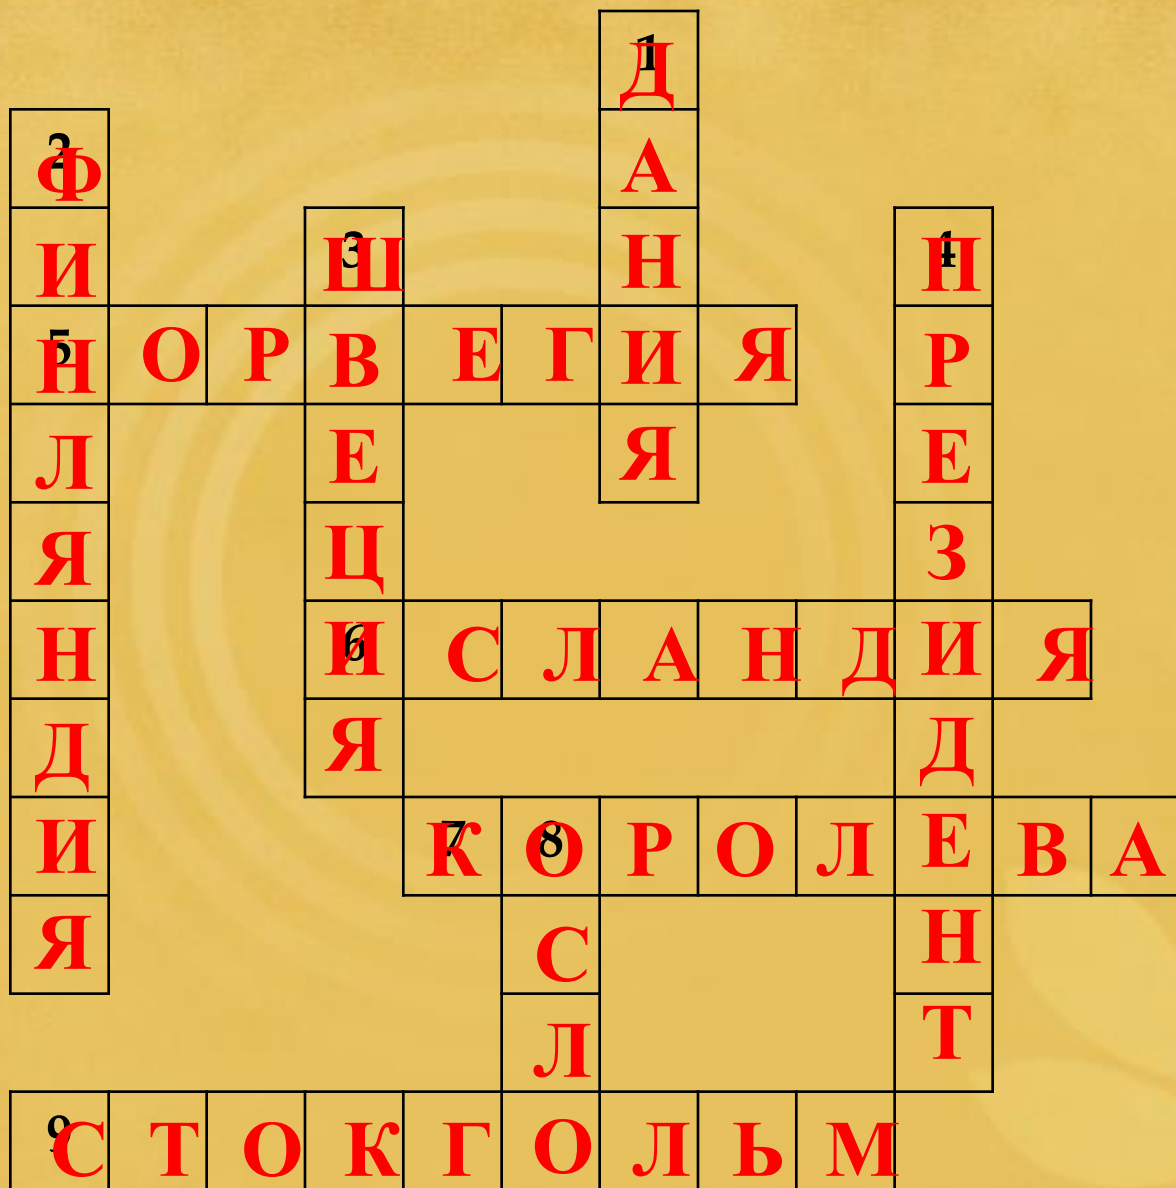 1 ДАНИЯ
2 ФИНЛЯНДИЯ
3 ШВЕЦИЯ
4 ПРЕЗИДЕНТ
5 НОРВЕГИЯ
6 ИСЛАНДИЯ
7 КОРОЛЕВА
8 ОСЛО
9 СТОКГОЛЬМ